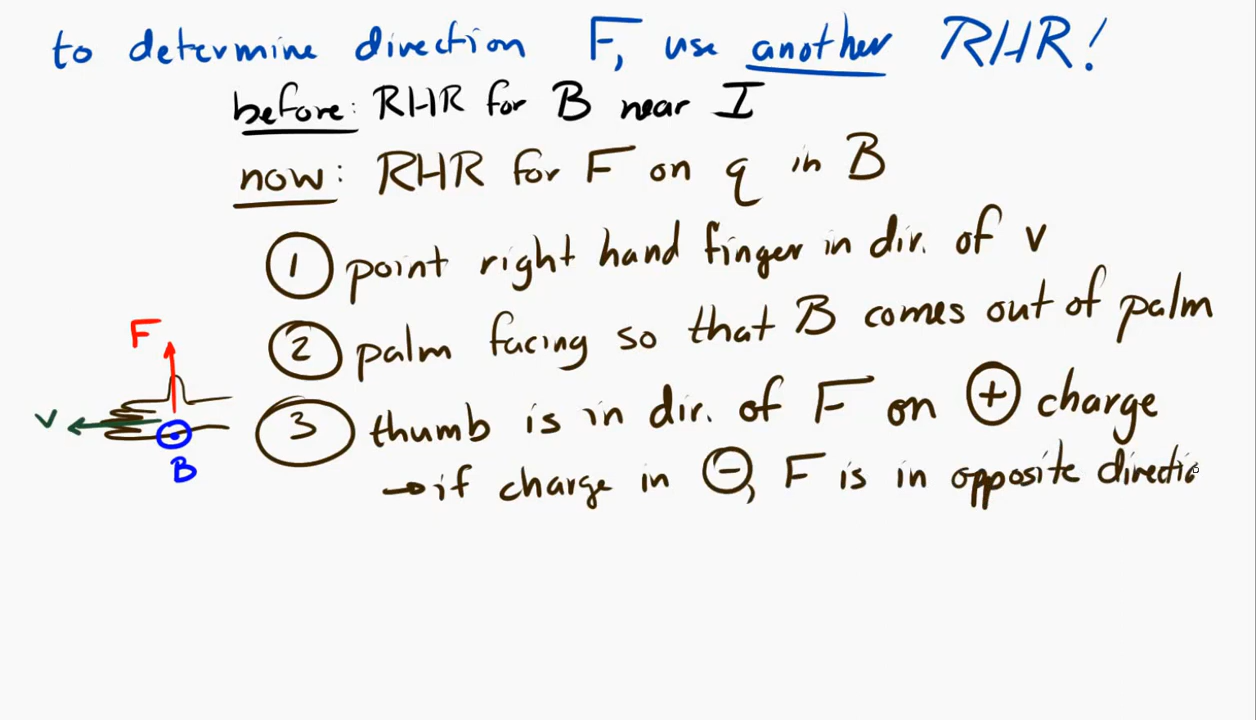 to determine direction F, use another RHR!
before: RHR for B near I
now: RHR for F on q in B
1 point right hand finger in dir. of v
2 palm facing so that B comes out of palm
3 thumb is in dir. of F on + charge
→ if charge in -, F is in opposite directio
F
v
B